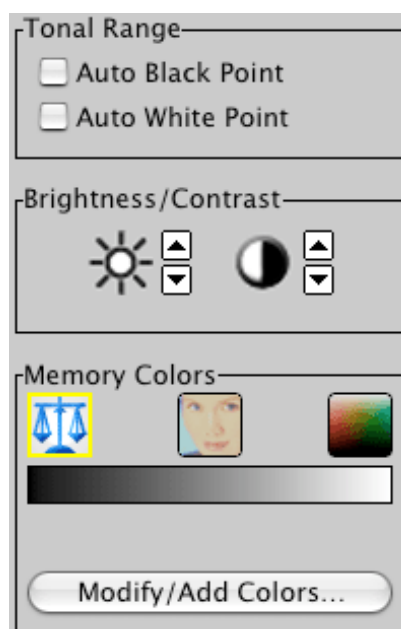 Tonal Range
Auto Black Point
Auto White Point
Brightness/Contrast
Memory Colors
Modify/Add Colors...